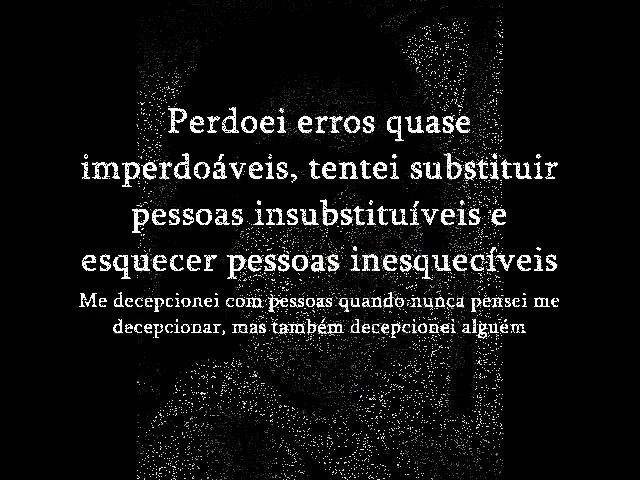 Perdoei erros quase
imperdoáveis, tentei substituir
pessoas insubstituíveis e
esquecer pessoas inesquecíveis
Me decepcionei com pessoas quando nunca pensei me
decepcionar, mas também decepcionei alguém